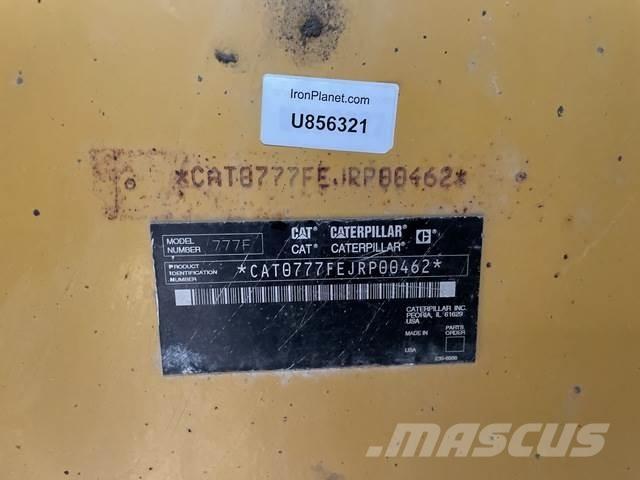 IronPlanet.com
U856321
*CAT0777FEJRP00462*
CAT CATERPILLAR C
CAT® CATERPILLAR®
MODEL NUMBER 777F
PRODUCT IDENTIFICATION NUMBER *CAT0777FEJRP00462*
CATERPILLAR INC.
PEORIA, IL 61629
USA
MADE IN PARTS ORDER
USA
MASCUS